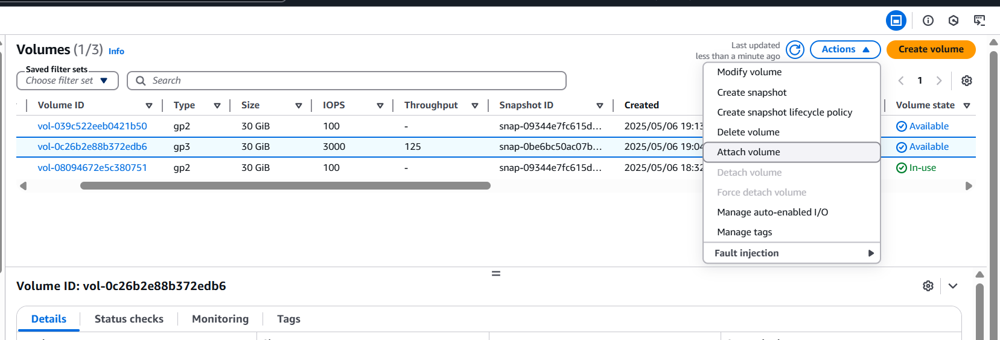 Volumes (1/3) Info
Last updated
less than a minute ago
Actions
Create volume
Saved filter sets
Choose filter set
Search
1
Volume ID Type Size IOPS Throughput Snapshot ID Created Volume state
vol-039c522eeb0421b50 gp2 30 GiB 100 - snap-09344e7fc615d... 2025/05/06 19:13 Available
vol-0c26b2e88b372edb6 gp3 30 GiB 3000 125 snap-0be6bc50ac07b... 2025/05/06 19:04 Available
vol-08094672e5c380751 gp2 30 GiB 100 - snap-09344e7fc615d... 2025/05/06 18:32 In-use
Modify volume
Create snapshot
Create snapshot lifecycle policy
Delete volume
Attach volume
Detach volume
Force detach volume
Manage auto-enabled I/O
Manage tags
Fault injection
Volume ID: vol-0c26b2e88b372edb6
Details Status checks Monitoring Tags